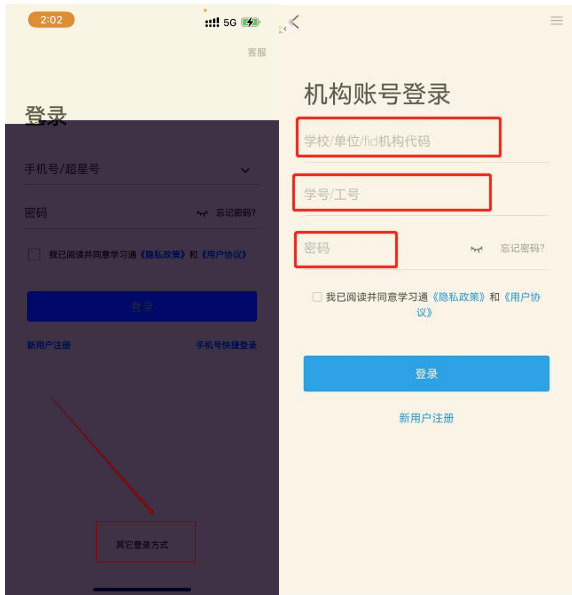 2:02
5G
客服
登录
手机号/超星号
密码
忘记密码?
我已阅读并同意学习通《隐私政策》和《用户协议》
登录
新用户注册
手机号快捷登录
其它登录方式
机构账号登录
学校/单位/fid机构代码
学号/工号
密码
忘记密码?
我已阅读并同意学习通《隐私政策》和《用户协
议》
登录
新用户注册